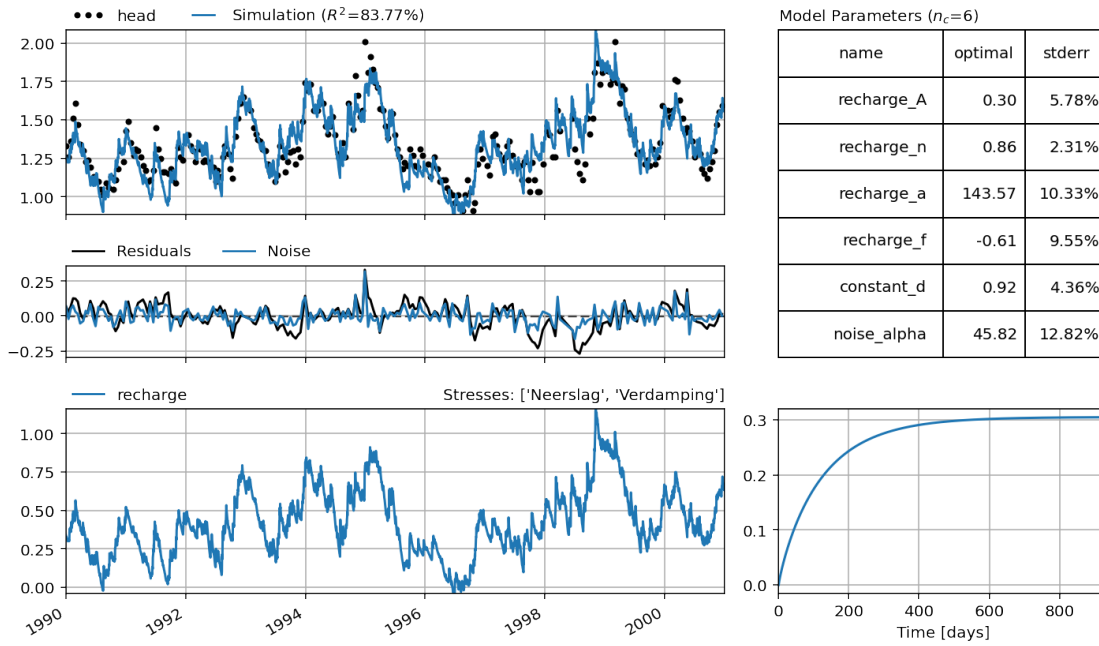 head
Simulation (R²=83.77%)
2.00
1.75
1.50
1.25
1.00
Residuals
Noise
0.25
0.00
−0.25
recharge
Stresses: ['Neerslag', 'Verdamping']
1.00
0.75
0.50
0.25
0.00
1990
1992
1994
1996
1998
2000
Model Parameters (n_c=6)
name optimal stderr
recharge_A 0.30 5.78%
recharge_n 0.86 2.31%
recharge_a 143.57 10.33%
recharge_f -0.61 9.55%
constant_d 0.92 4.36%
noise_alpha 45.82 12.82%
0.3
0.2
0.1
0.0
0 200 400 600 800
Time [days]